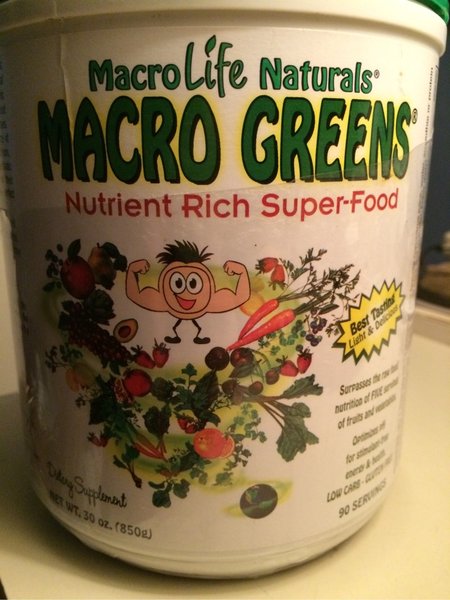 MacroLife Naturals®
MACRO GREENS®
Nutrient Rich Super-Food
Best Tasting
Light & Delicious
Surpasses the raw food
nutrition of FIVE servings
of fruits and vegetables
Optimizes
for stimulant-free
energy & health
LOW CARB - GLUTEN FREE
90 SERVINGS
Dietary Supplement
NET WT. 30 oz. (850g)